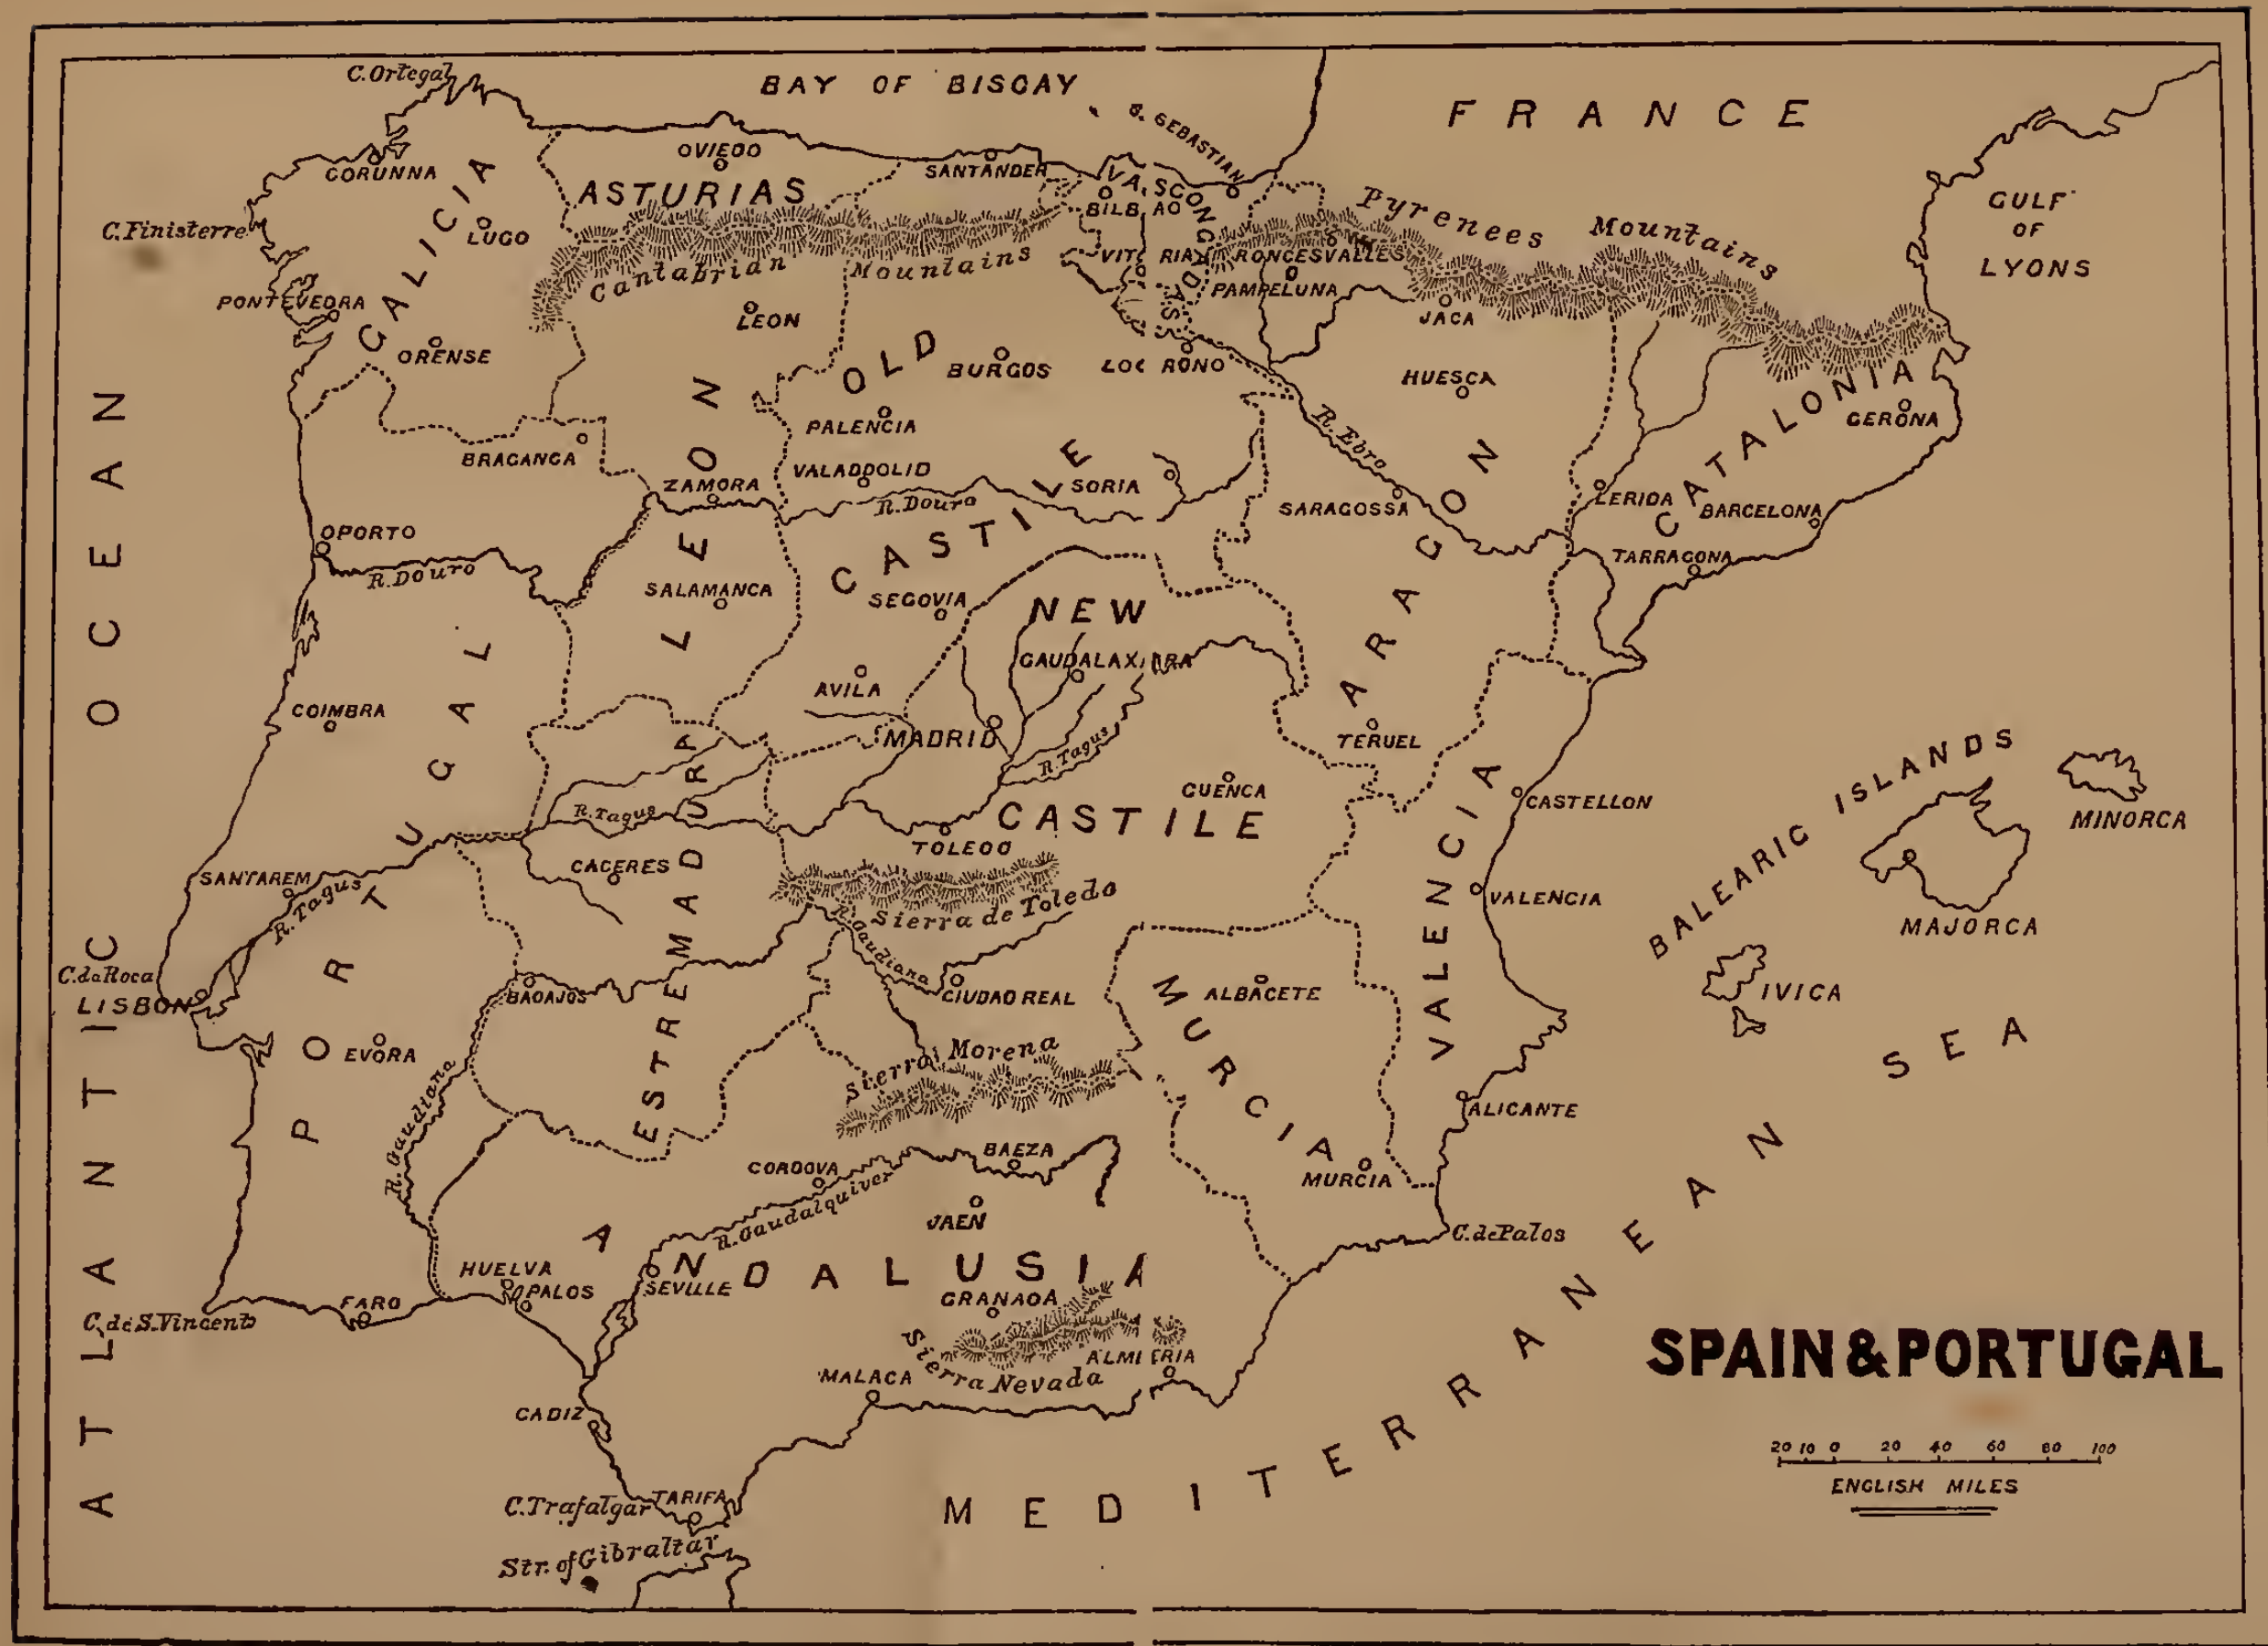 C. Ortegal
BAY OF BISCAY
S. SEBASTIAN
FRANCE
CORUNNA
OVIEDO
SANTANDER
VASCONGADAS
BILBAO
ASTURIAS
Pyrenees Mountains
GULF
OF
LYONS
C. Finisterre
GALICIA
LUGO
Cantabrian Mountains
VITORIA
RONCESVALLES
PAMPELUNA
PONTEVEDRA
LEON
JACA
ORENSE
OLD
BURGOS
LOGRONO
HUESCA
CATALONIA
GERONA
PALENCIA
R. Ebro
BRAGANCA
ZAMORA
VALADDOLID
R. Douro
SORIA
SARAGOSSA
LERIDA
BARCELONA
OPORTO
R. Douro
LEON
CASTILE
ARAGON
TARRAGONA
SALAMANCA
SEGOVIA
NEW
GAUDALAXARA
AVILA
COIMBRA
MADRID
R. Tagus
TERUEL
BALEARIC ISLANDS
MINORCA
CUENCA
CASTELLON
R. Tagus
CASTILE
TOLEDO
CACERES
SANTAREM
R. Tagus
PORTUGAL
ESTREMADURA
Sierra de Toledo
VALENCIA
VALENCIA
MAJORCA
C. da Roca
LISBON
BADAJOS
R. Gaudiana
CIUDAD REAL
ALBACETE
IVICA
EVORA
Sierra Morena
MURCIA
ALICANTE
R. Gaudiana
CORDOVA
BAEZA
MURCIA
R. Gaudalquiver
JAEN
C. de Palos
ATLANTIC OCEAN
HUELVA
PALOS
SEVILLE
ANDALUSIA
GRANADA
C. de S. Vincent
FARO
Sierra Nevada
ALMERIA
MALACA
SPAIN & PORTUGAL
CADIZ
MEDITERRANEAN SEA
20 10 0 20 40 60 80 100
ENGLISH MILES
C. Trafalgar
TARIFA
Str. of Gibraltar